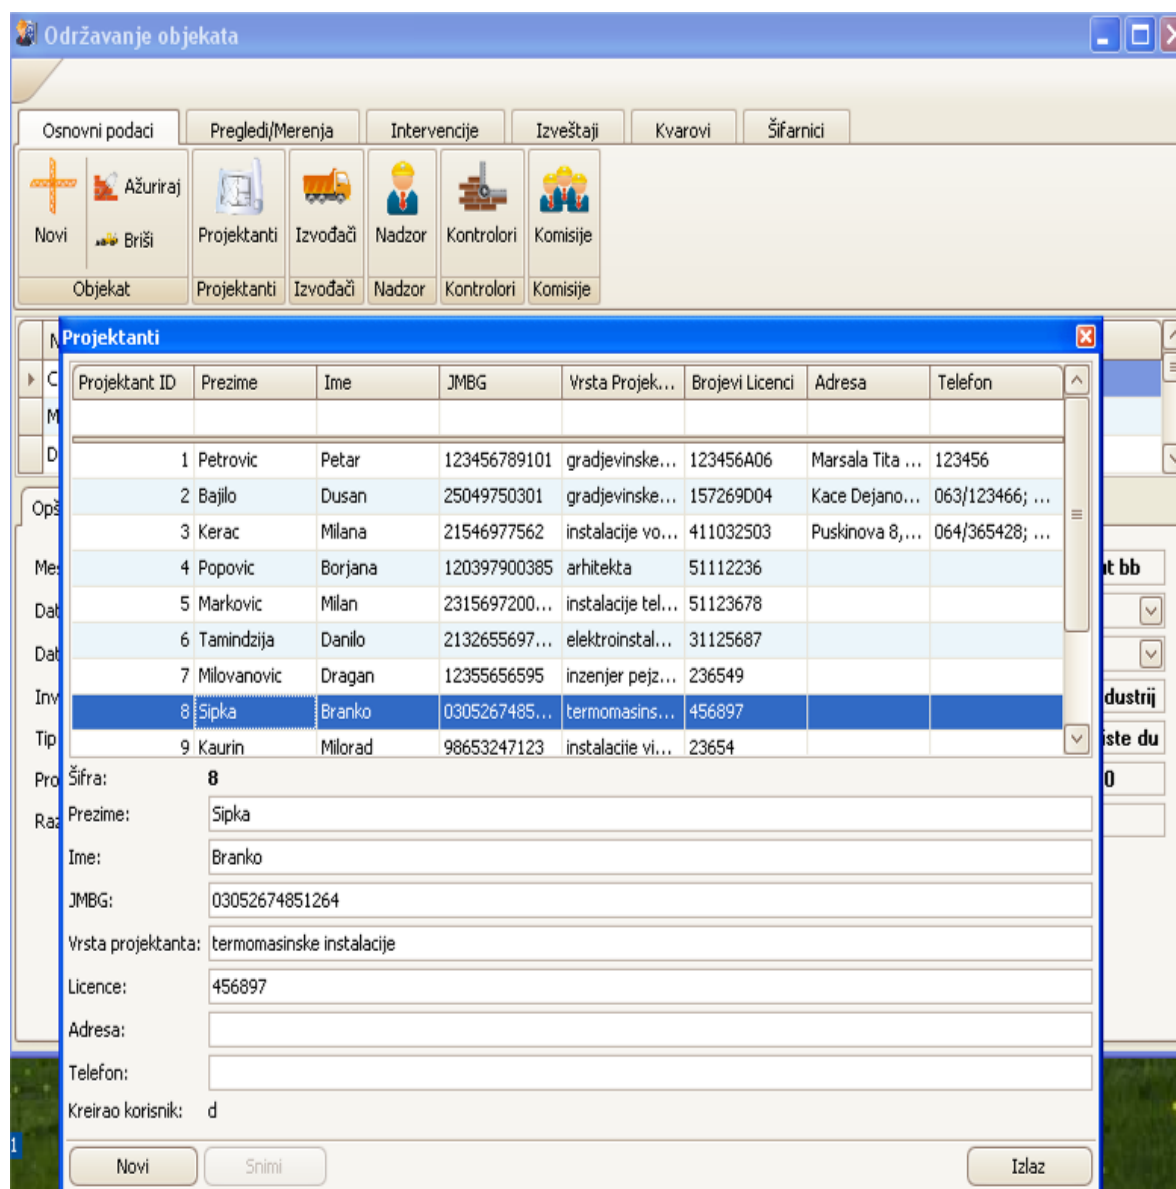 Održavanje objekata
Osnovni podaci Pregledi/Merenja Intervencije Izveštaji Kvarovi Šifarnici
Novi Ažuriraj Briši Projektanti Izvođači Nadzor Kontrolori Komisije
Objekat Projektanti Izvođači Nadzor Kontrolori Komisije
Projektanti
Projektant ID Prezime Ime JMBG Vrsta Projek... Brojevi Licenci Adresa Telefon
1 Petrovic Petar 123456789101 gradjevinske... 123456A06 Marsala Tita ... 123456
2 Bajilo Dusan 25049750301 gradjevinske... 157269D04 Kace Dejano... 063/123466; ...
3 Kerac Milana 21546977562 instalacije vo... 411032S03 Puskinova 8,... 064/365428; ...
4 Popovic Borjana 120397900385 arhitekta 51112236
5 Markovic Milan 2315697200... instalacije tel... 51123678
6 Tamindzija Danilo 2132655697... elektroinstal... 31125687
7 Milovanovic Dragan 12355656595 inzenjer pejz... 236549
8 Sipka Branko 0305267485... termomasins... 456897
9 Kaurin Milorad 98653247123 instalacije vi... 23654
Šifra: 8
Prezime: Sipka
Ime: Branko
JMBG: 03052674851264
Vrsta projektanta: termomasinske instalacije
Licence: 456897
Adresa:
Telefon:
Kreirao korisnik: d
Novi Snimi Izlaz